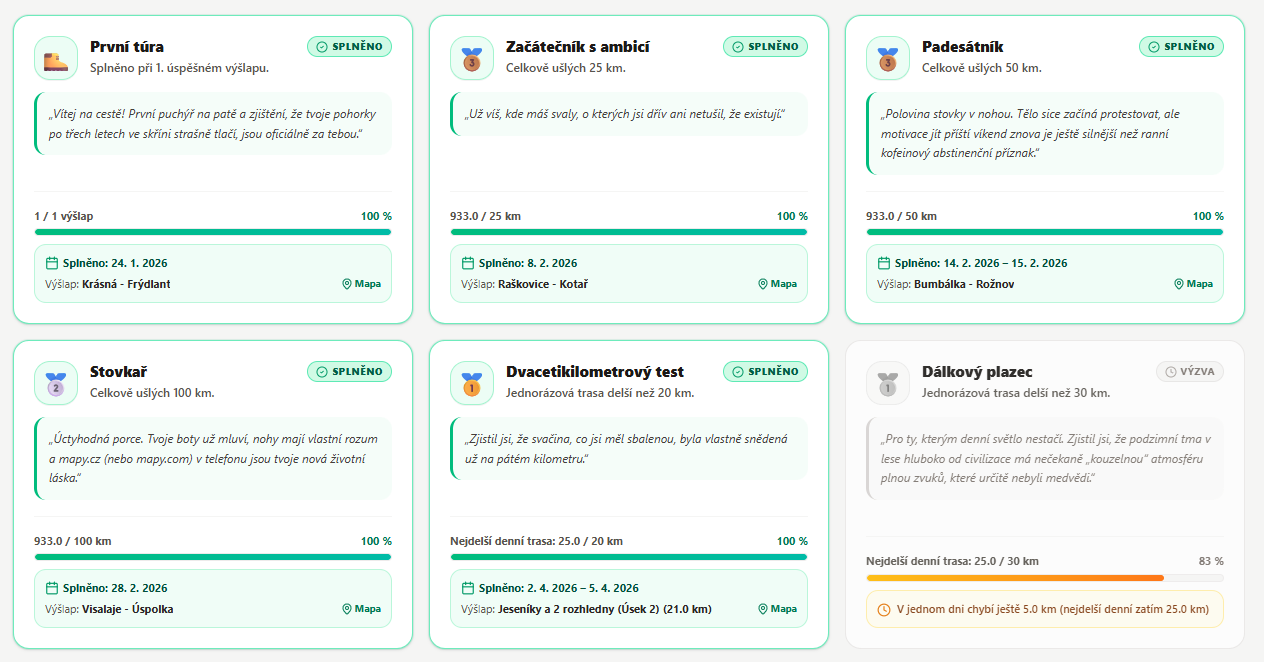 První túra
SPLNĚNO
Splněno při 1. úspěšném výšlapu.
„Vítej na cestě! První puchýř na patě a zjištění, že tvoje pohorky
po třech letech ve skříni strašně tlačí, jsou oficiálně za tebou.“
1 / 1 výšlap
100 %
Splněno: 24. 1. 2026
Výšlap: Krásná - Frýdlant
Mapa
3
Začátečník s ambicí
SPLNĚNO
Celkově ušlých 25 km.
„Už víš, kde máš svaly, o kterých jsi dřív ani netušil, že existují.“
933.0 / 25 km
100 %
Splněno: 8. 2. 2026
Výšlap: Raškovice - Kotař
Mapa
3
Padesátník
SPLNĚNO
Celkově ušlých 50 km.
„Polovina stovky v nohou. Tělo sice začíná protestovat, ale
motivace jít příští víkend znova je ještě silnější než ranní
kofeinový abstinenční příznak.“
933.0 / 50 km
100 %
Splněno: 14. 2. 2026 – 15. 2. 2026
Výšlap: Bumbálka - Rožnov
Mapa
2
Stovkař
SPLNĚNO
Celkově ušlých 100 km.
„Úctyhodná porce. Tvoje boty už mluví, nohy mají vlastní rozum
a mapy.cz (nebo mapy.com) v telefonu jsou tvoje nová životní
láska.“
933.0 / 100 km
100 %
Splněno: 28. 2. 2026
Výšlap: Visalaje - Úspolka
Mapa
1
Dvacetikilometrový test
SPLNĚNO
Jednorázová trasa delší než 20 km.
„Zjistil jsi, že svačina, co jsi měl sbalenou, byla vlastně snědená
už na pátém kilometru.“
Nejdelší denní trasa: 25.0 / 20 km
100 %
Splněno: 2. 4. 2026 – 5. 4. 2026
Výšlap: Jeseníky a 2 rozhledny (Úsek 2) (21.0 km)
Mapa
1
Dálkový plazec
VÝZVA
Jednorázová trasa delší než 30 km.
„Pro ty, kterým denní světlo nestačí. Zjistil jsi, že podzimní tma v
lese hluboko od civilizace má nečekaně „kouzelnou“ atmosféru
plnou zvuků, které určitě nebyli medvědi.“
Nejdelší denní trasa: 25.0 / 30 km
83 %
V jednom dni chybí ještě 5.0 km (nejdelší denní zatím 25.0 km)